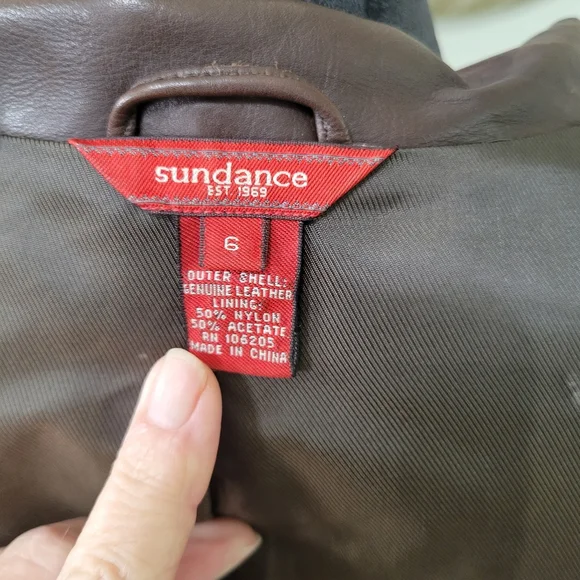 sundance
EST. 1969
6
OUTER SHELL:
GENUINE LEATHER
LINING:
50% NYLON
50% ACETATE
RN 106205
MADE IN CHINA